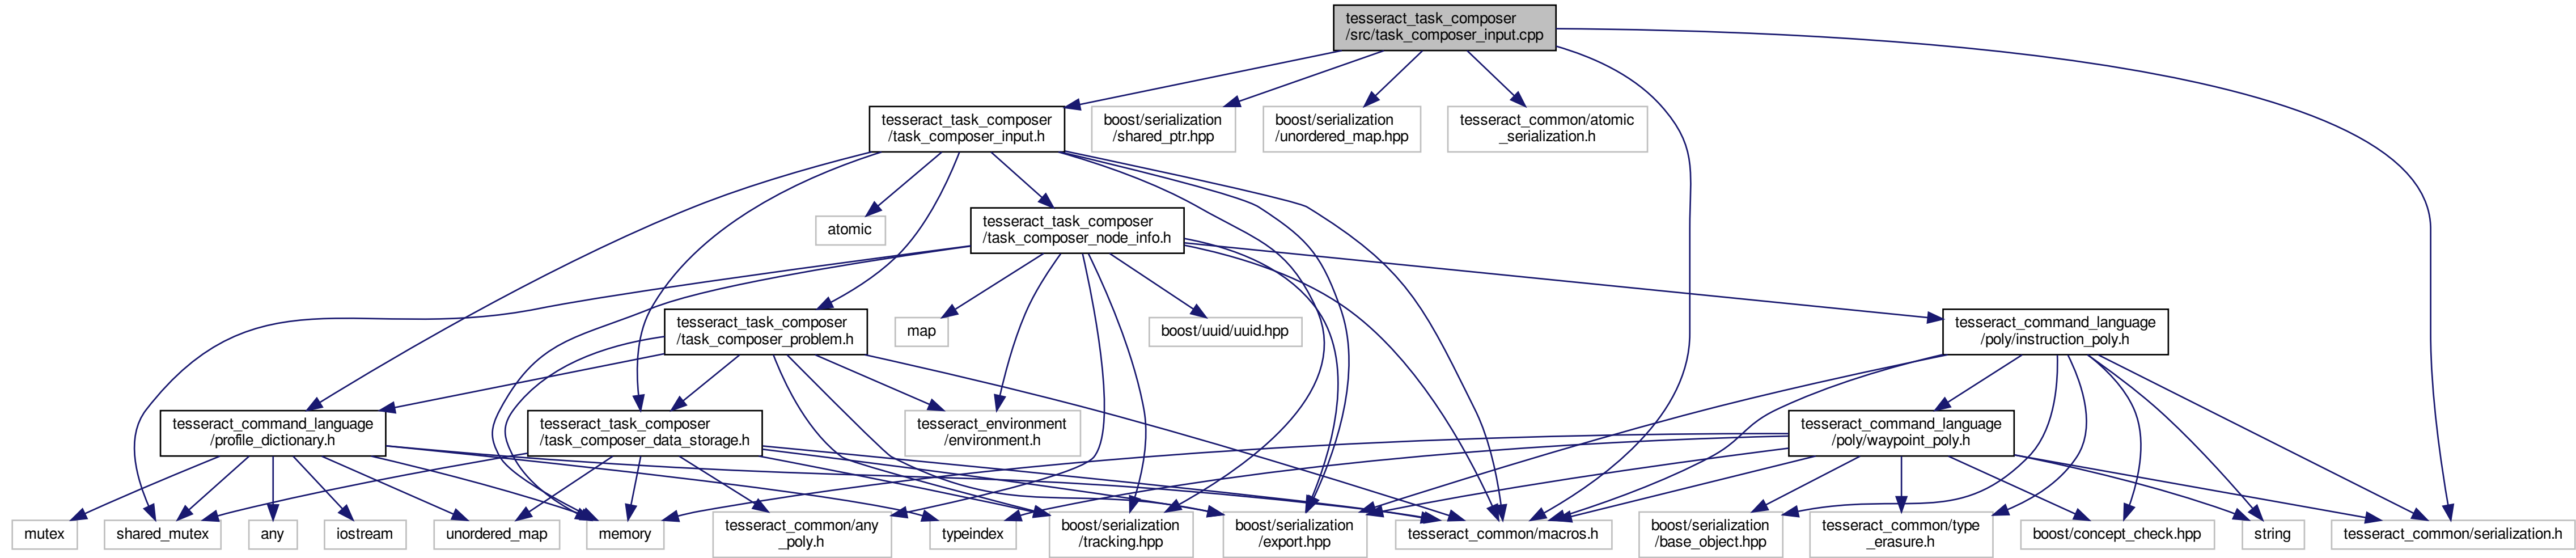 tesseract_task_composer
/src/task_composer_input.cpp
tesseract_task_composer
/task_composer_input.h
boost/serialization
/shared_ptr.hpp
boost/serialization
/unordered_map.hpp
tesseract_common/atomic
_serialization.h
atomic
tesseract_task_composer
/task_composer_node_info.h
tesseract_task_composer
/task_composer_problem.h
map
boost/uuid/uuid.hpp
tesseract_command_language
/poly/instruction_poly.h
tesseract_command_language
/profile_dictionary.h
tesseract_task_composer
/task_composer_data_storage.h
tesseract_environment
/environment.h
tesseract_command_language
/poly/waypoint_poly.h
mutex
shared_mutex
any
iostream
unordered_map
memory
tesseract_common/any
_poly.h
typeindex
boost/serialization
/tracking.hpp
boost/serialization
/export.hpp
tesseract_common/macros.h
boost/serialization
/base_object.hpp
tesseract_common/type
_erasure.h
boost/concept_check.hpp
string
tesseract_common/serialization.h